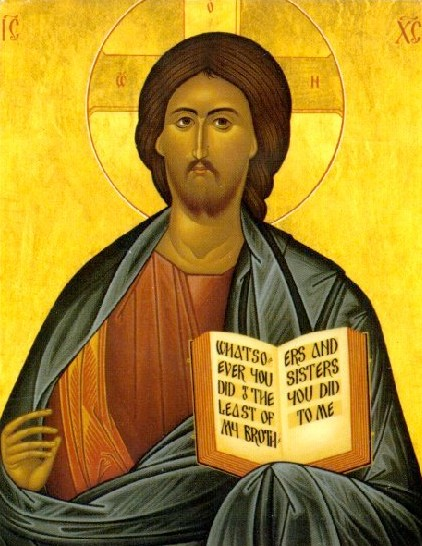 O
IC
XC
ω
Н
WHATSO-
EVER YOU
DID TO THE
LEAST OF
MY BROTH-
ERS AND
SISTERS
YOU DID
TO ME